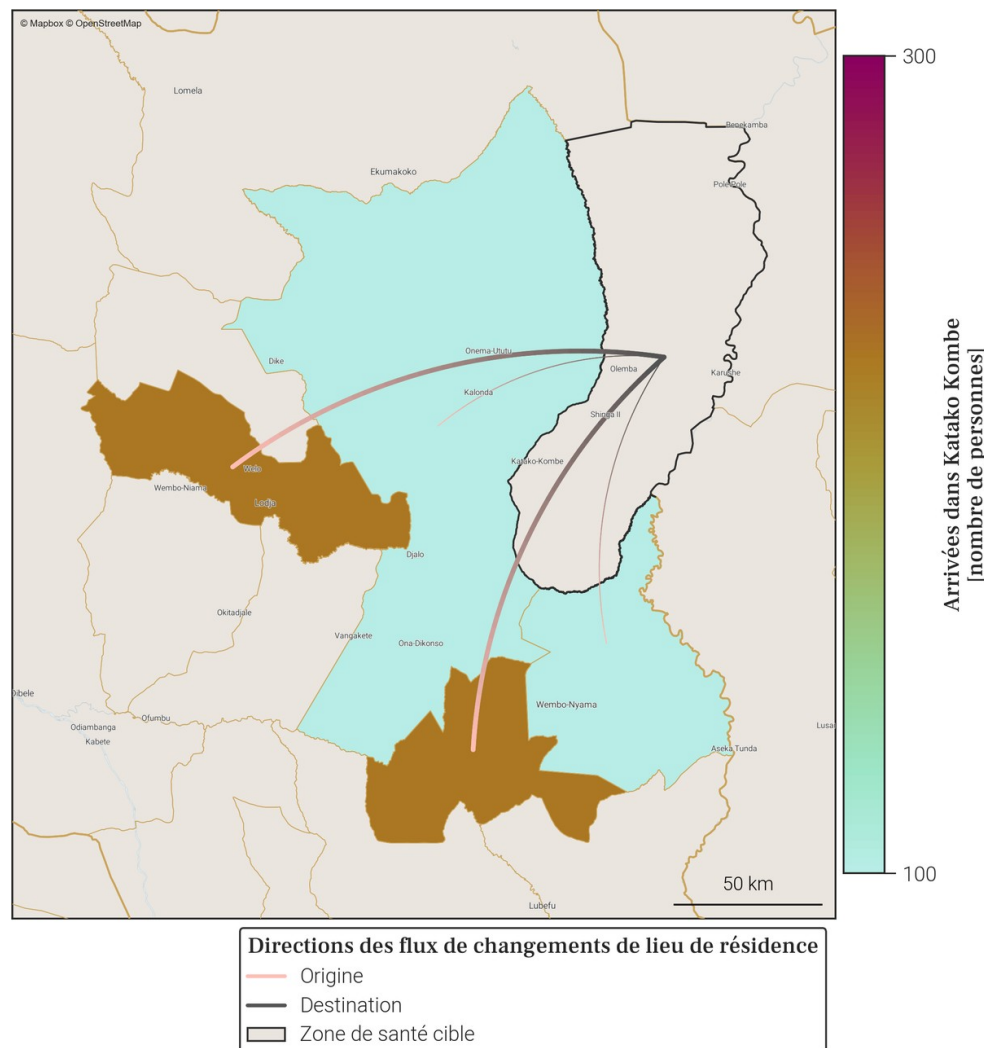 © Mapbox © OpenStreetMap
Lomela
Benekamba
Ekumakoko
Pole Pole
Onema-Ututu
Dike
Olemba
Karushe
Kalonda
Shinga II
Katako-Kombe
Welo
Wembo-Niama
Lodja
Djalo
Okitadjale
Vangakete
Ona-Dikonso
Dibele
Wembo-Nyama
Ofumbu
Odiambanga
Lusa
Kabete
Aseka Tunda
50 km
Lubefu
300
100
Arrivées dans Katako Kombe
[nombre de personnes]
Directions des flux de changements de lieu de résidence
Origine
Destination
Zone de santé cible